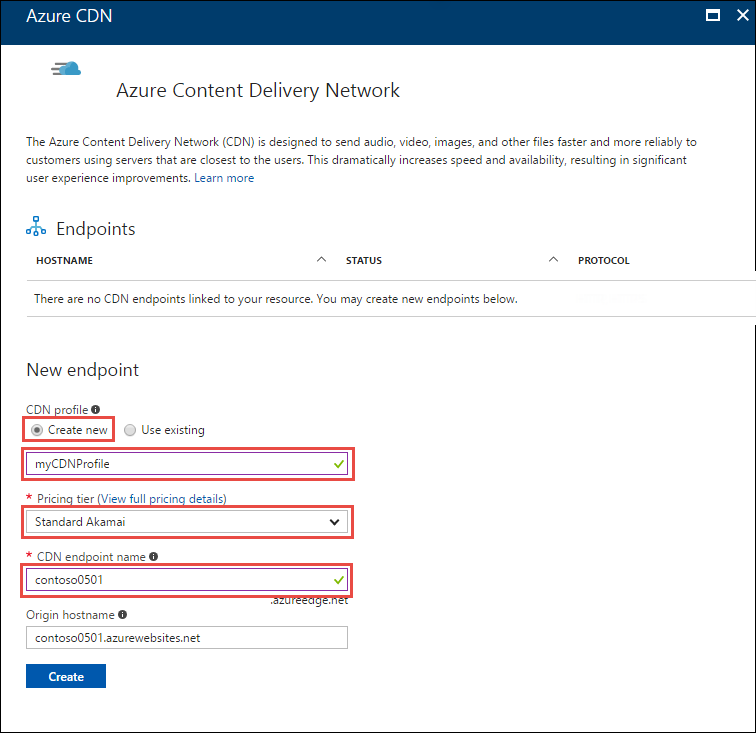 Azure CDN
Azure Content Delivery Network
The Azure Content Delivery Network (CDN) is designed to send audio, video, images, and other files faster and more reliably to
customers using servers that are closest to the users. This dramatically increases speed and availability, resulting in significant
user experience improvements. Learn more
Endpoints
HOSTNAME STATUS PROTOCOL
There are no CDN endpoints linked to your resource. You may create new endpoints below.
New endpoint
CDN profile
Create new Use existing
myCDNProfile
* Pricing tier (View full pricing details)
Standard Akamai
* CDN endpoint name
contoso0501
.azureedge.net
Origin hostname
contoso0501.azurewebsites.net
Create